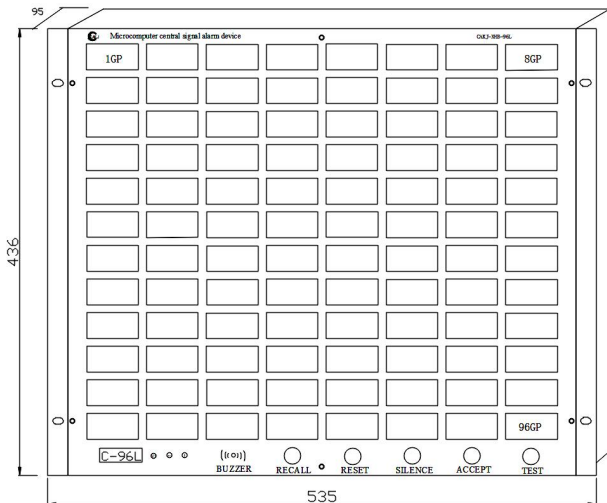 95
Microcomputer central signal alarm device
1GP 8GP
436
96GP
C-96L
BUZZER RECALL RESET SILENCE ACCEPT TEST
535